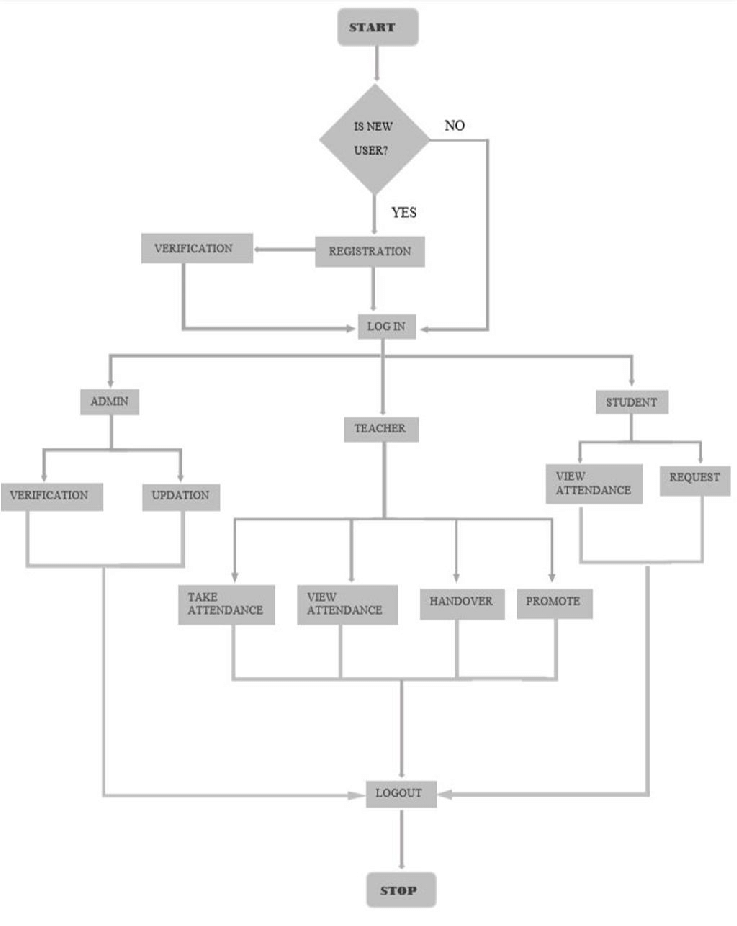 START
IS NEW
USER?
NO
YES
VERIFICATION
REGISTRATION
LOG IN
ADMIN
TEACHER
STUDENT
VERIFICATION
UPDATION
VIEW
ATTENDANCE
REQUEST
TAKE
ATTENDANCE
VIEW
ATTENDANCE
HANDOVER
PROMOTE
LOGOUT
STOP